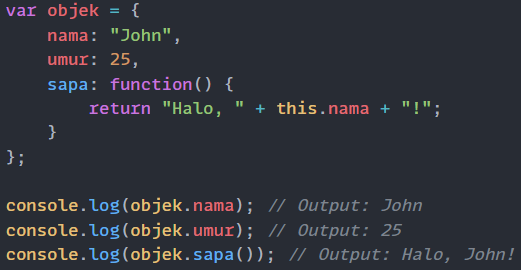 var objek = {
    nama: "John",
    umur: 25,
    sapa: function() {
        return "Halo, " + this.nama + "!";
    }
};

console.log(objek.nama); // Output: John
console.log(objek.umur); // Output: 25
console.log(objek.sapa()); // Output: Halo, John!